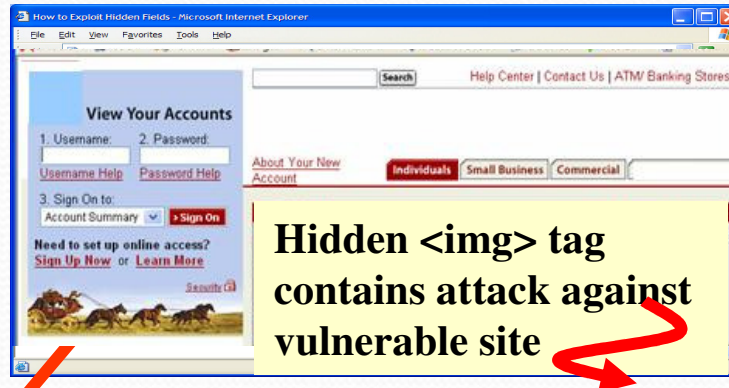 How to Exploit Hidden Fields - Microsoft Internet Explorer
File Edit View Favorites Tools Help
Search Help Center | Contact Us | ATM/ Banking Stores
View Your Accounts
1. Username: 2. Password:
Username Help Password Help
About Your New
Account
Individuals Small Business Commercial
3. Sign On to:
Account Summary Sign On
Need to set up online access?
Sign Up Now or Learn More
Security
Hidden <img> tag
contains attack against
vulnerable site